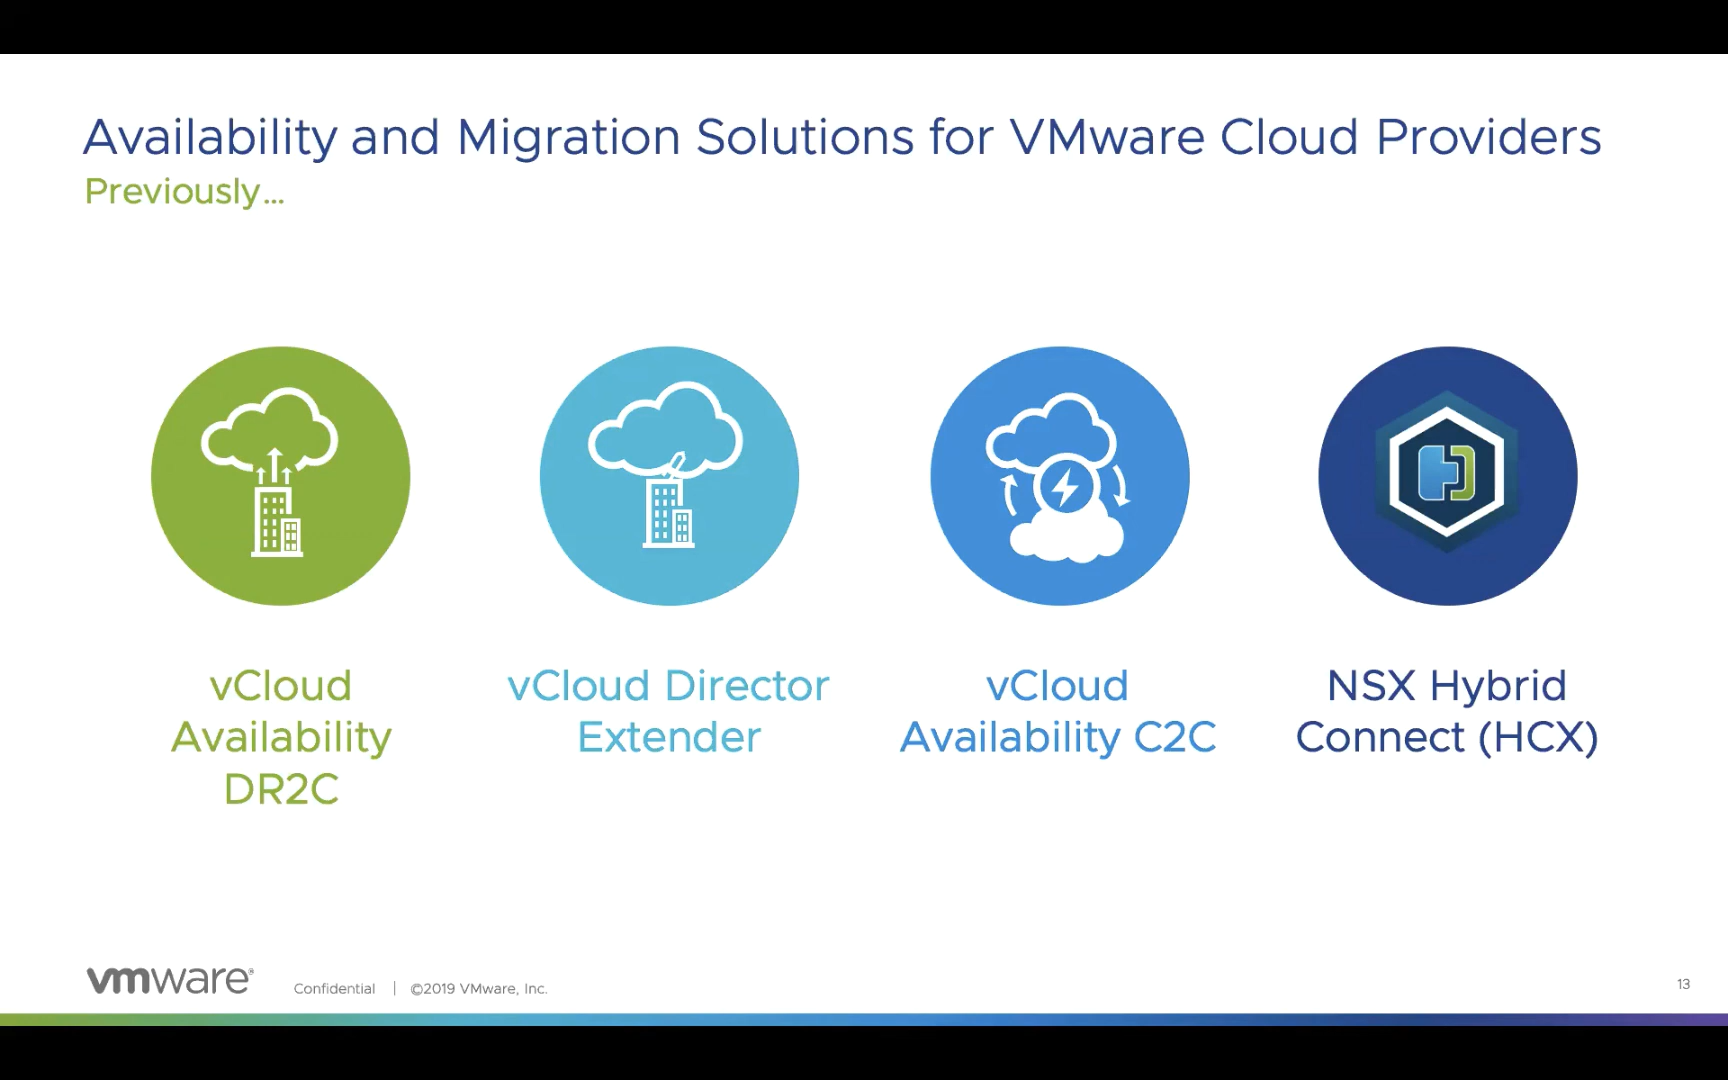 Availability and Migration Solutions for VMware Cloud Providers
Previously...
vCloud
Availability
DR2C
vCloud Director
Extender
vCloud
Availability C2C
NSX Hybrid
Connect (HCX)
vmware®
Confidential | ©2019 VMware, Inc.
13